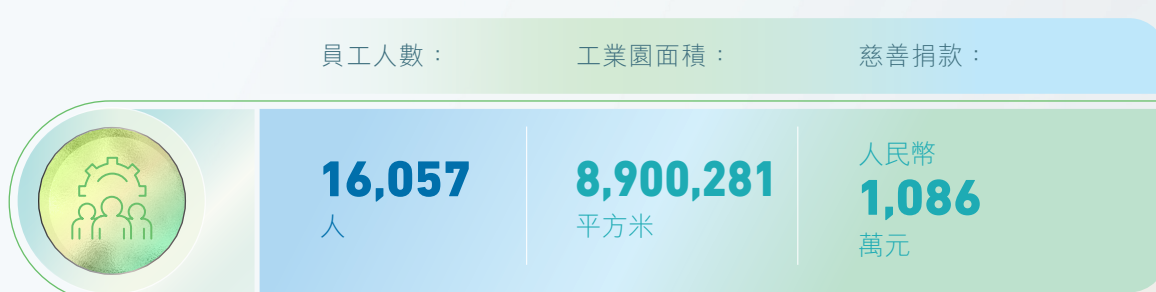 員工人數：
工業園面積：
慈善捐款：
16,057
人
8,900,281
平方米
人民幣
1,086
萬元